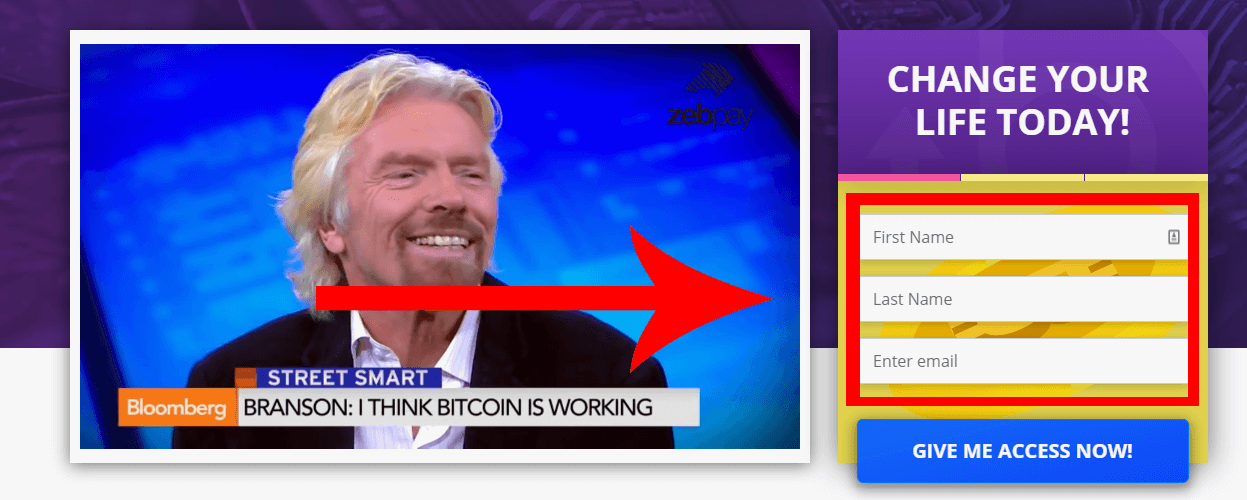 zebpay
STREET SMART
Bloomberg BRANSON: I THINK BITCOIN IS WORKING
CHANGE YOUR
LIFE TODAY!
First Name
Last Name
Enter email
GIVE ME ACCESS NOW!